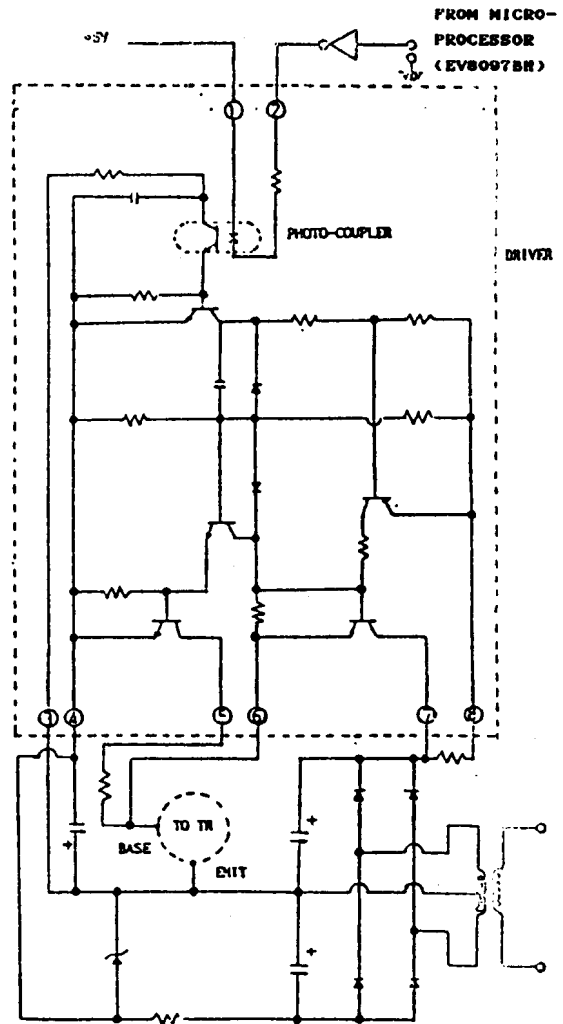 FROM MICRO-
PROCESSOR
(EV8097BH)
+5V
1
2
PHOTO-COUPLER
DRIVER
3
4
5
6
7
8
TO TR
BASE
EMIT
+
+
+